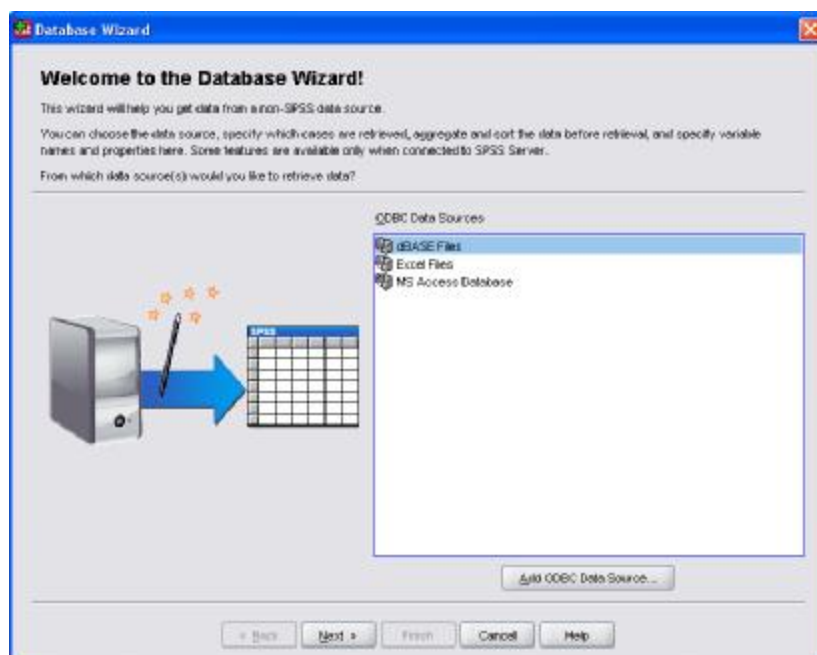 Database Wizard
Welcome to the Database Wizard!
This wizard will help you get data from a non-SPSS data source.
You can choose the data source, specify which cases are retrieved, aggregate and sort the data before retrieval, and specify variable
names and properties here. Some features are available only when connected to SPSS Server.
From which data source(s) would you like to retrieve data?
ODBC Data Sources
dBASE Files
Excel Files
MS Access Database
SPSS
Add ODBC Data Source...
< Back
Next >
Finish
Cancel
Help